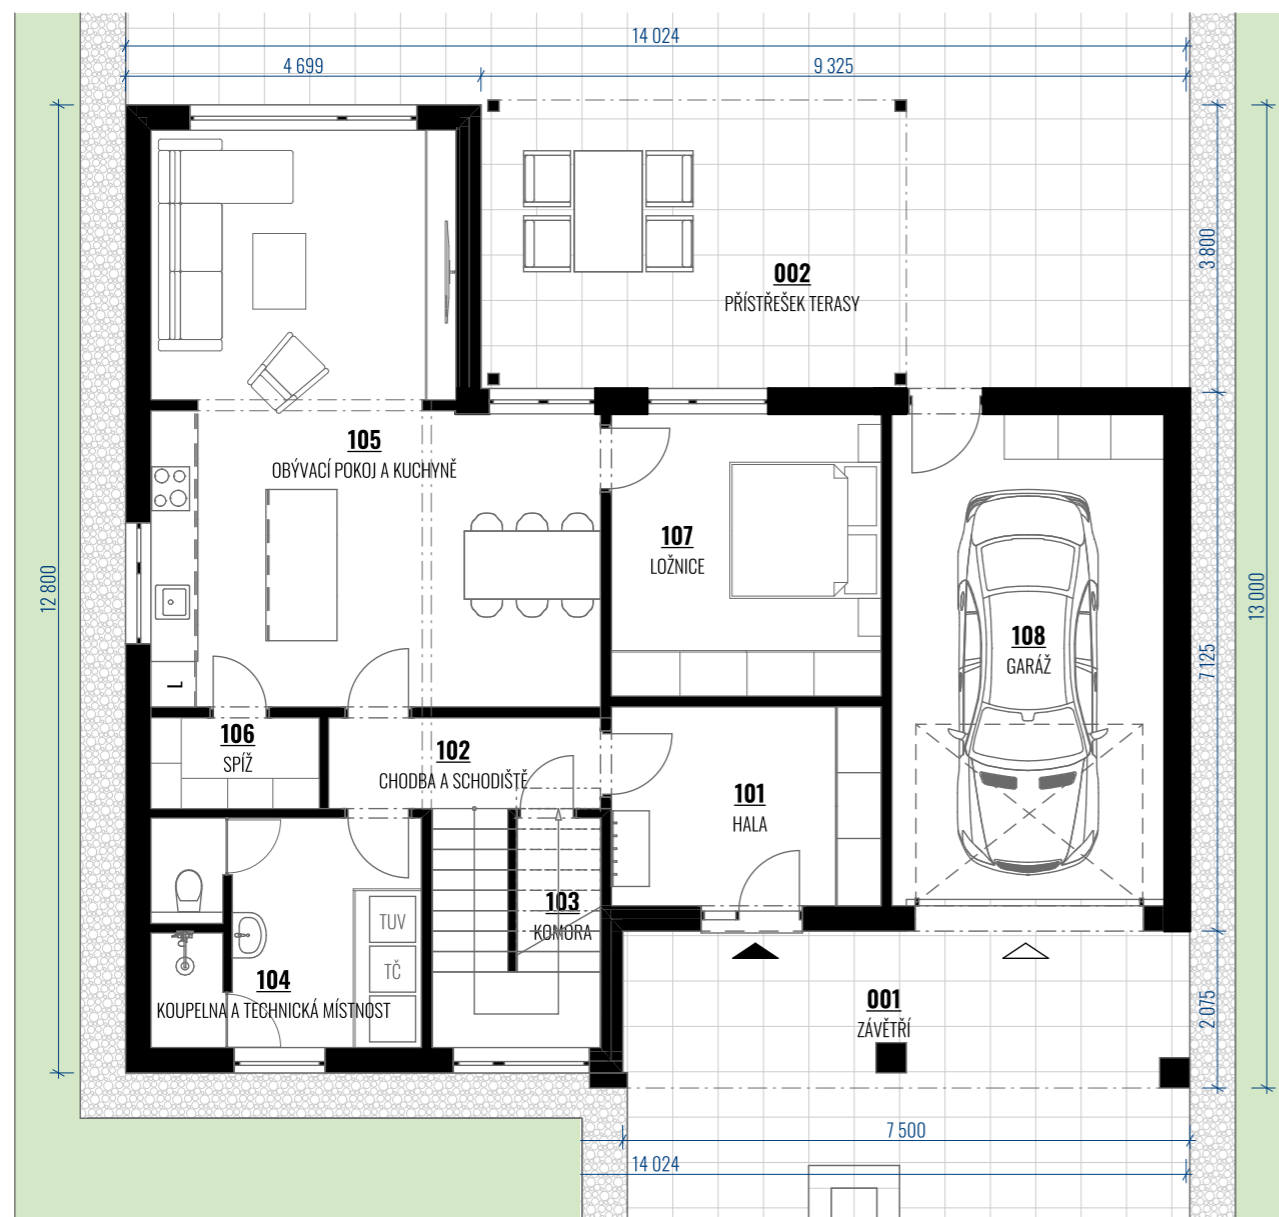 14 024
4 699
9 325
3 800
002
PŘÍSTŘEŠEK TERASY
105
OBÝVACÍ POKOJ A KUCHYNĚ
107
LOŽNICE
12 800
13 000
108
GARÁŽ
7 125
L
106
SPÍŽ
102
CHODBA A SCHODIŠTĚ
101
HALA
103
KOMORA
TUV
TČ
104
KOUPELNA A TECHNICKÁ MÍSTNOST
001
ZÁVĚTŘÍ
2 075
7 500
14 024